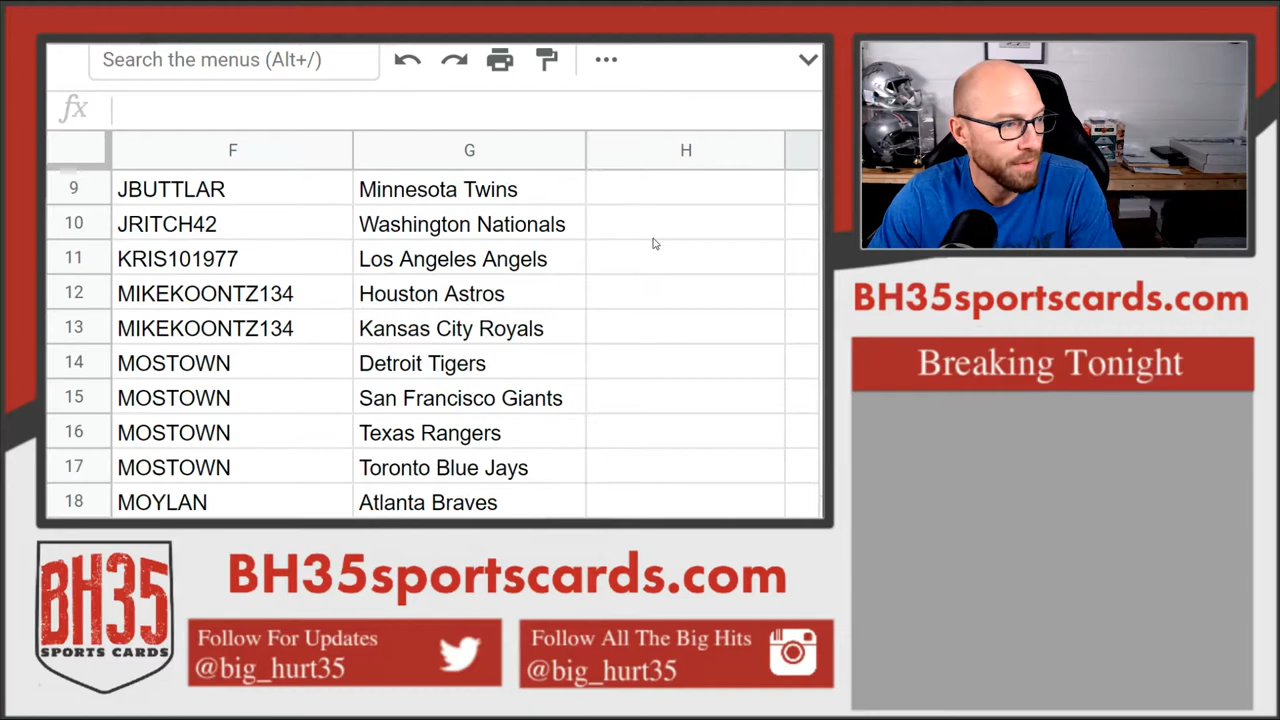 Search the menus (Alt+/)
fx
F G H
9 JBUTTLAR Minnesota Twins
10 JRITCH42 Washington Nationals
11 KRIS101977 Los Angeles Angels
12 MIKEKOONTZ134 Houston Astros
13 MIKEKOONTZ134 Kansas City Royals
14 MOSTOWN Detroit Tigers
15 MOSTOWN San Francisco Giants
16 MOSTOWN Texas Rangers
17 MOSTOWN Toronto Blue Jays
18 MOYLAN Atlanta Braves
BH35sportscards.com
Breaking Tonight
BH35
SPORTS CARDS
BH35sportscards.com
Follow For Updates
@big_hurt35
Follow All The Big Hits
@big_hurt35